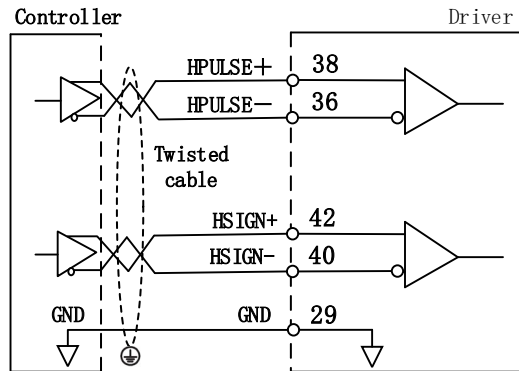 Controller Driver
HPULSE+ 38
HPULSE- 36
Twisted
cable
HSIGN+ 42
HSIGN- 40
GND GND 29